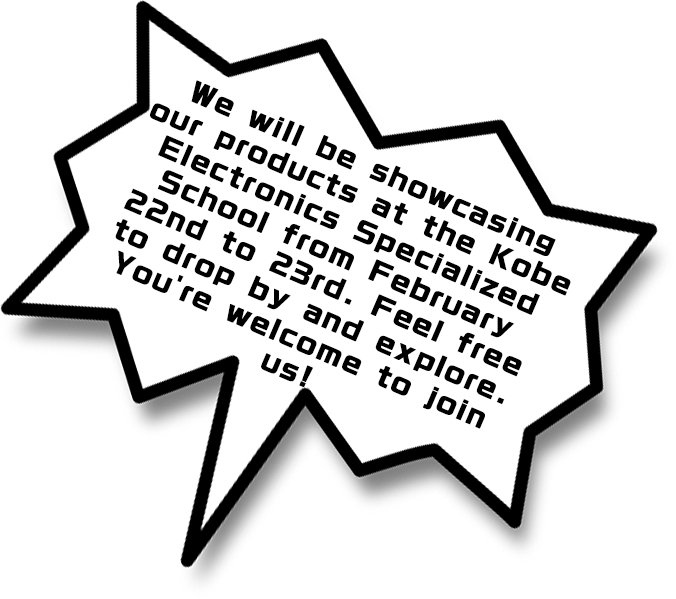 We will be showcasing
our products at the Kobe
Electronics Specialized
School from February
22nd to 23rd. Feel free
to drop by and explore.
You're welcome to join
us!